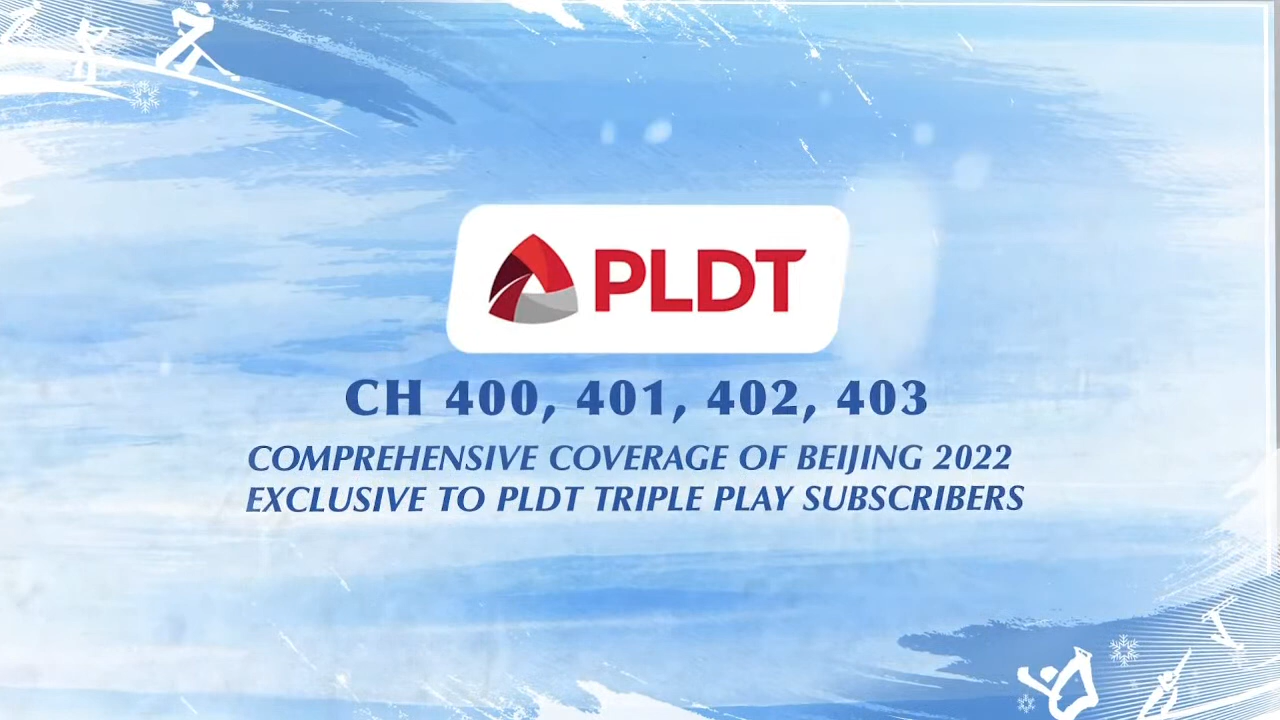 PLDT
CH 400, 401, 402, 403
COMPREHENSIVE COVERAGE OF BEIJING 2022
EXCLUSIVE TO PLDT TRIPLE PLAY SUBSCRIBERS